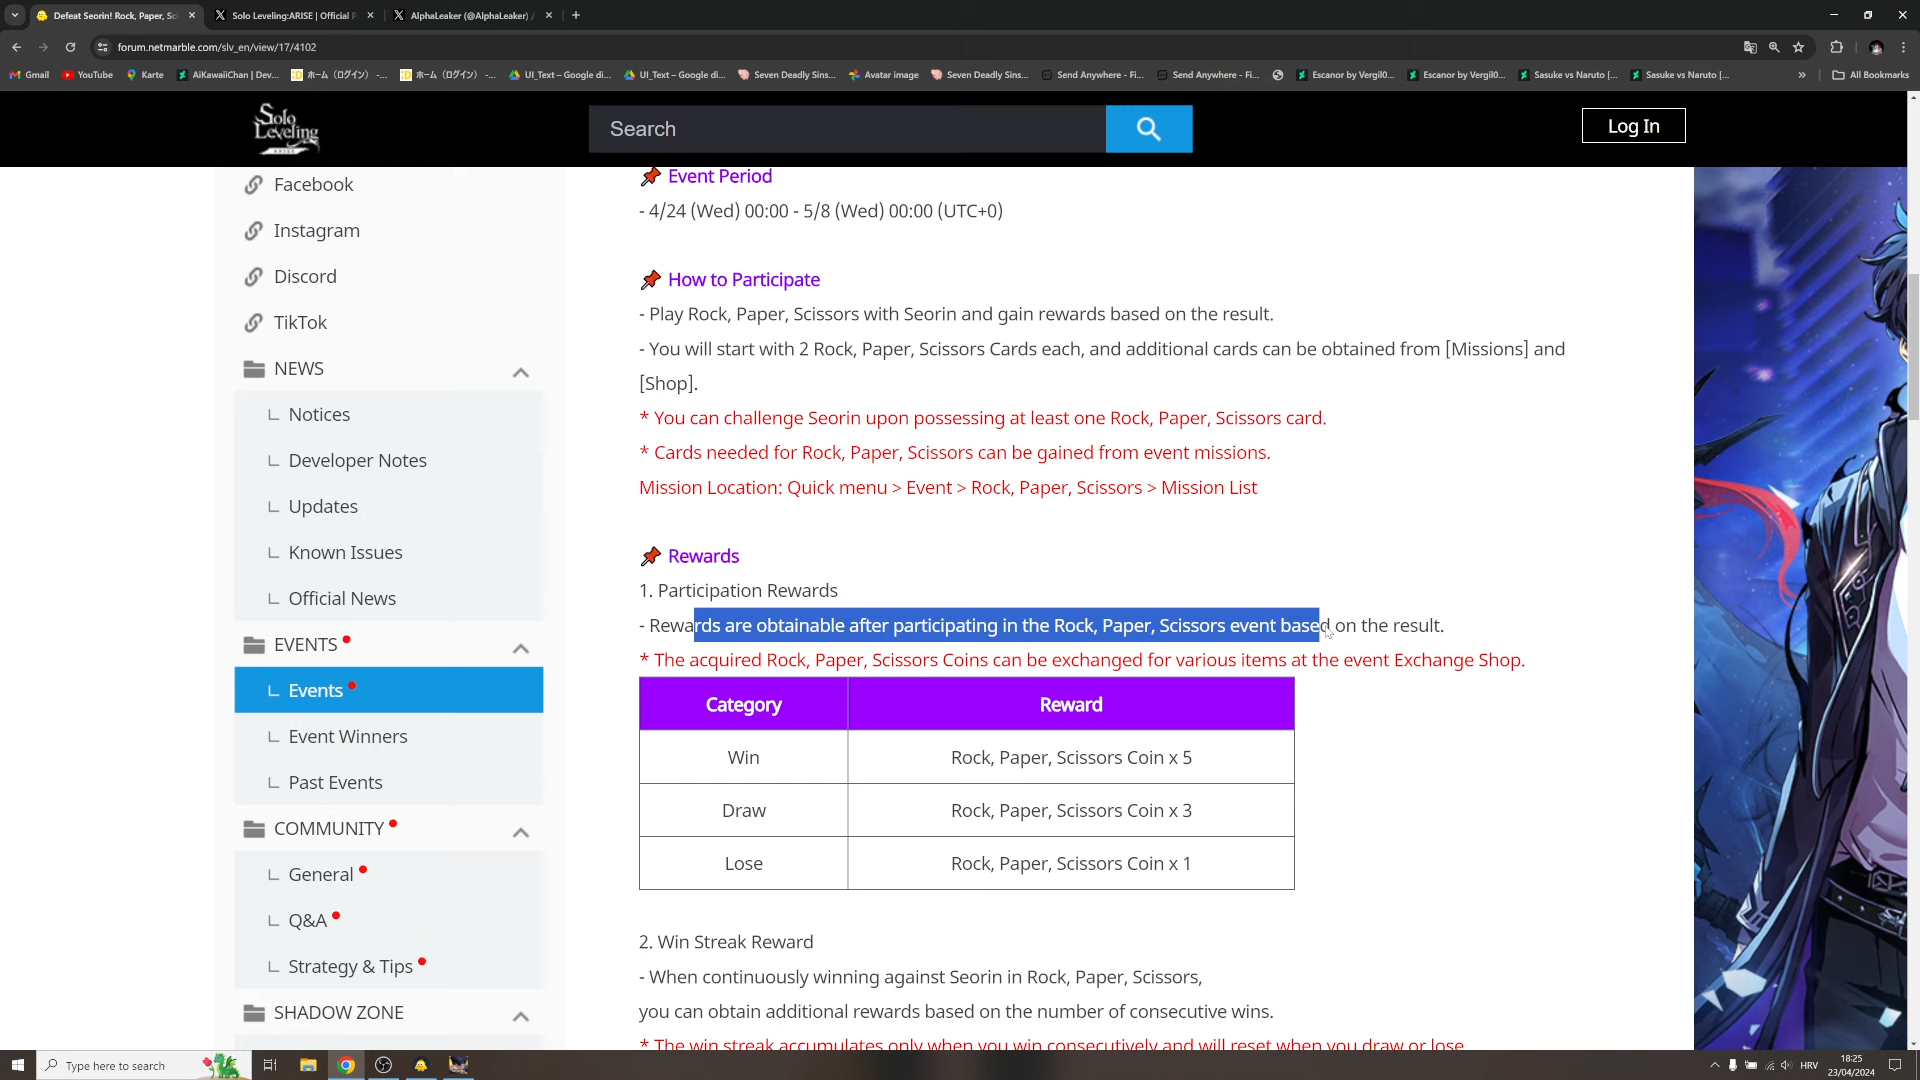 Defeat Seorin! Rock, Paper, Sc
Solo Leveling:ARISE | Official P
AlphaLeaker (@AlphaLeaker) /
forum.netmarble.com/slv_en/view/17/4102
Gmail
YouTube
Karte
AiKawaiiChan | Dev...
ホーム（ログイン） -...
ホーム（ログイン） -...
UI_Text – Google di...
UI_Text – Google di...
Seven Deadly Sins...
Avatar image
Seven Deadly Sins...
Send Anywhere - Fi...
Send Anywhere - Fi...
Escanor by Vergil0...
Escanor by Vergil0...
Sasuke vs Naruto [...
Sasuke vs Naruto [...
All Bookmarks
Solo Leveling
ARISE
Search
Log In
Facebook
Instagram
Discord
TikTok
NEWS
Notices
Developer Notes
Updates
Known Issues
Official News
EVENTS
Events
Event Winners
Past Events
COMMUNITY
General
Q&A
Strategy & Tips
SHADOW ZONE
Event Period
- 4/24 (Wed) 00:00 - 5/8 (Wed) 00:00 (UTC+0)
How to Participate
- Play Rock, Paper, Scissors with Seorin and gain rewards based on the result.
- You will start with 2 Rock, Paper, Scissors Cards each, and additional cards can be obtained from [Missions] and
[Shop].
* You can challenge Seorin upon possessing at least one Rock, Paper, Scissors card.
* Cards needed for Rock, Paper, Scissors can be gained from event missions.
Mission Location: Quick menu > Event > Rock, Paper, Scissors > Mission List
Rewards
1. Participation Rewards
- Rewards are obtainable after participating in the Rock, Paper, Scissors event based on the result.
* The acquired Rock, Paper, Scissors Coins can be exchanged for various items at the event Exchange Shop.
Category Reward
Win Rock, Paper, Scissors Coin x 5
Draw Rock, Paper, Scissors Coin x 3
Lose Rock, Paper, Scissors Coin x 1
2. Win Streak Reward
- When continuously winning against Seorin in Rock, Paper, Scissors,
you can obtain additional rewards based on the number of consecutive wins.
* The win streak accumulates only when you win consecutively and will reset when you draw or lose
Type here to search
HRV
18:25
23/04/2024